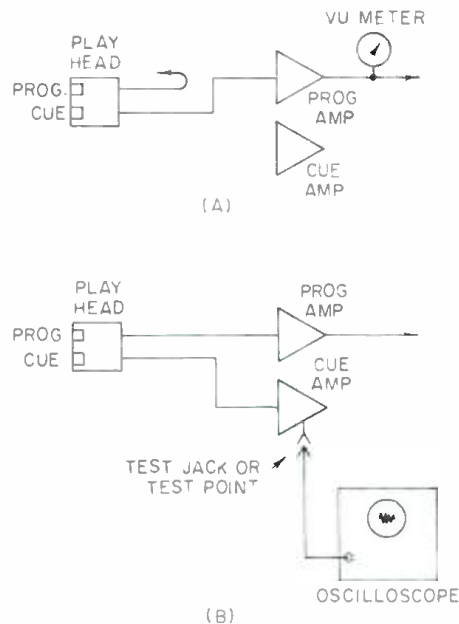 VU METER
PLAY
HEAD
PROG.
CUE
PROG
AMP
CUE
AMP
(A)
PLAY
HEAD
PROG
CUE
PROG
AMP
CUE
AMP
TEST JACK OR
TEST POINT
OSCILLOSCOPE
(B)